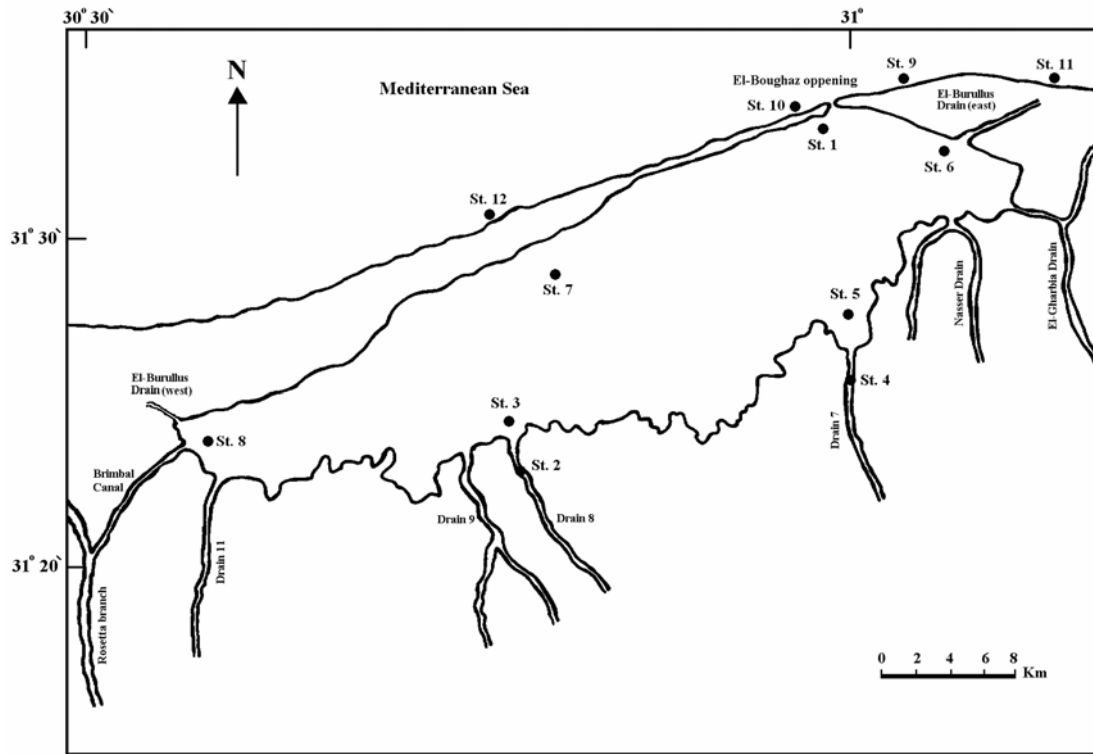 30° 30`
31°
N
Mediterranean Sea
El-Boughaz oppening
St. 9
St. 11
El-Burullus
Drain (east)
St. 10
St. 1
St. 6
St. 12
31° 30`
St. 7
St. 5
Nasser Drain
El-Gharbia Drain
El-Burullus
Drain (west)
St. 4
St. 3
Drain 7
St. 8
Brimbal
Canal
St. 2
Drain 9
Drain 8
Drain 11
31° 20`
Rosetta branch
0 2 4 6 8
Km